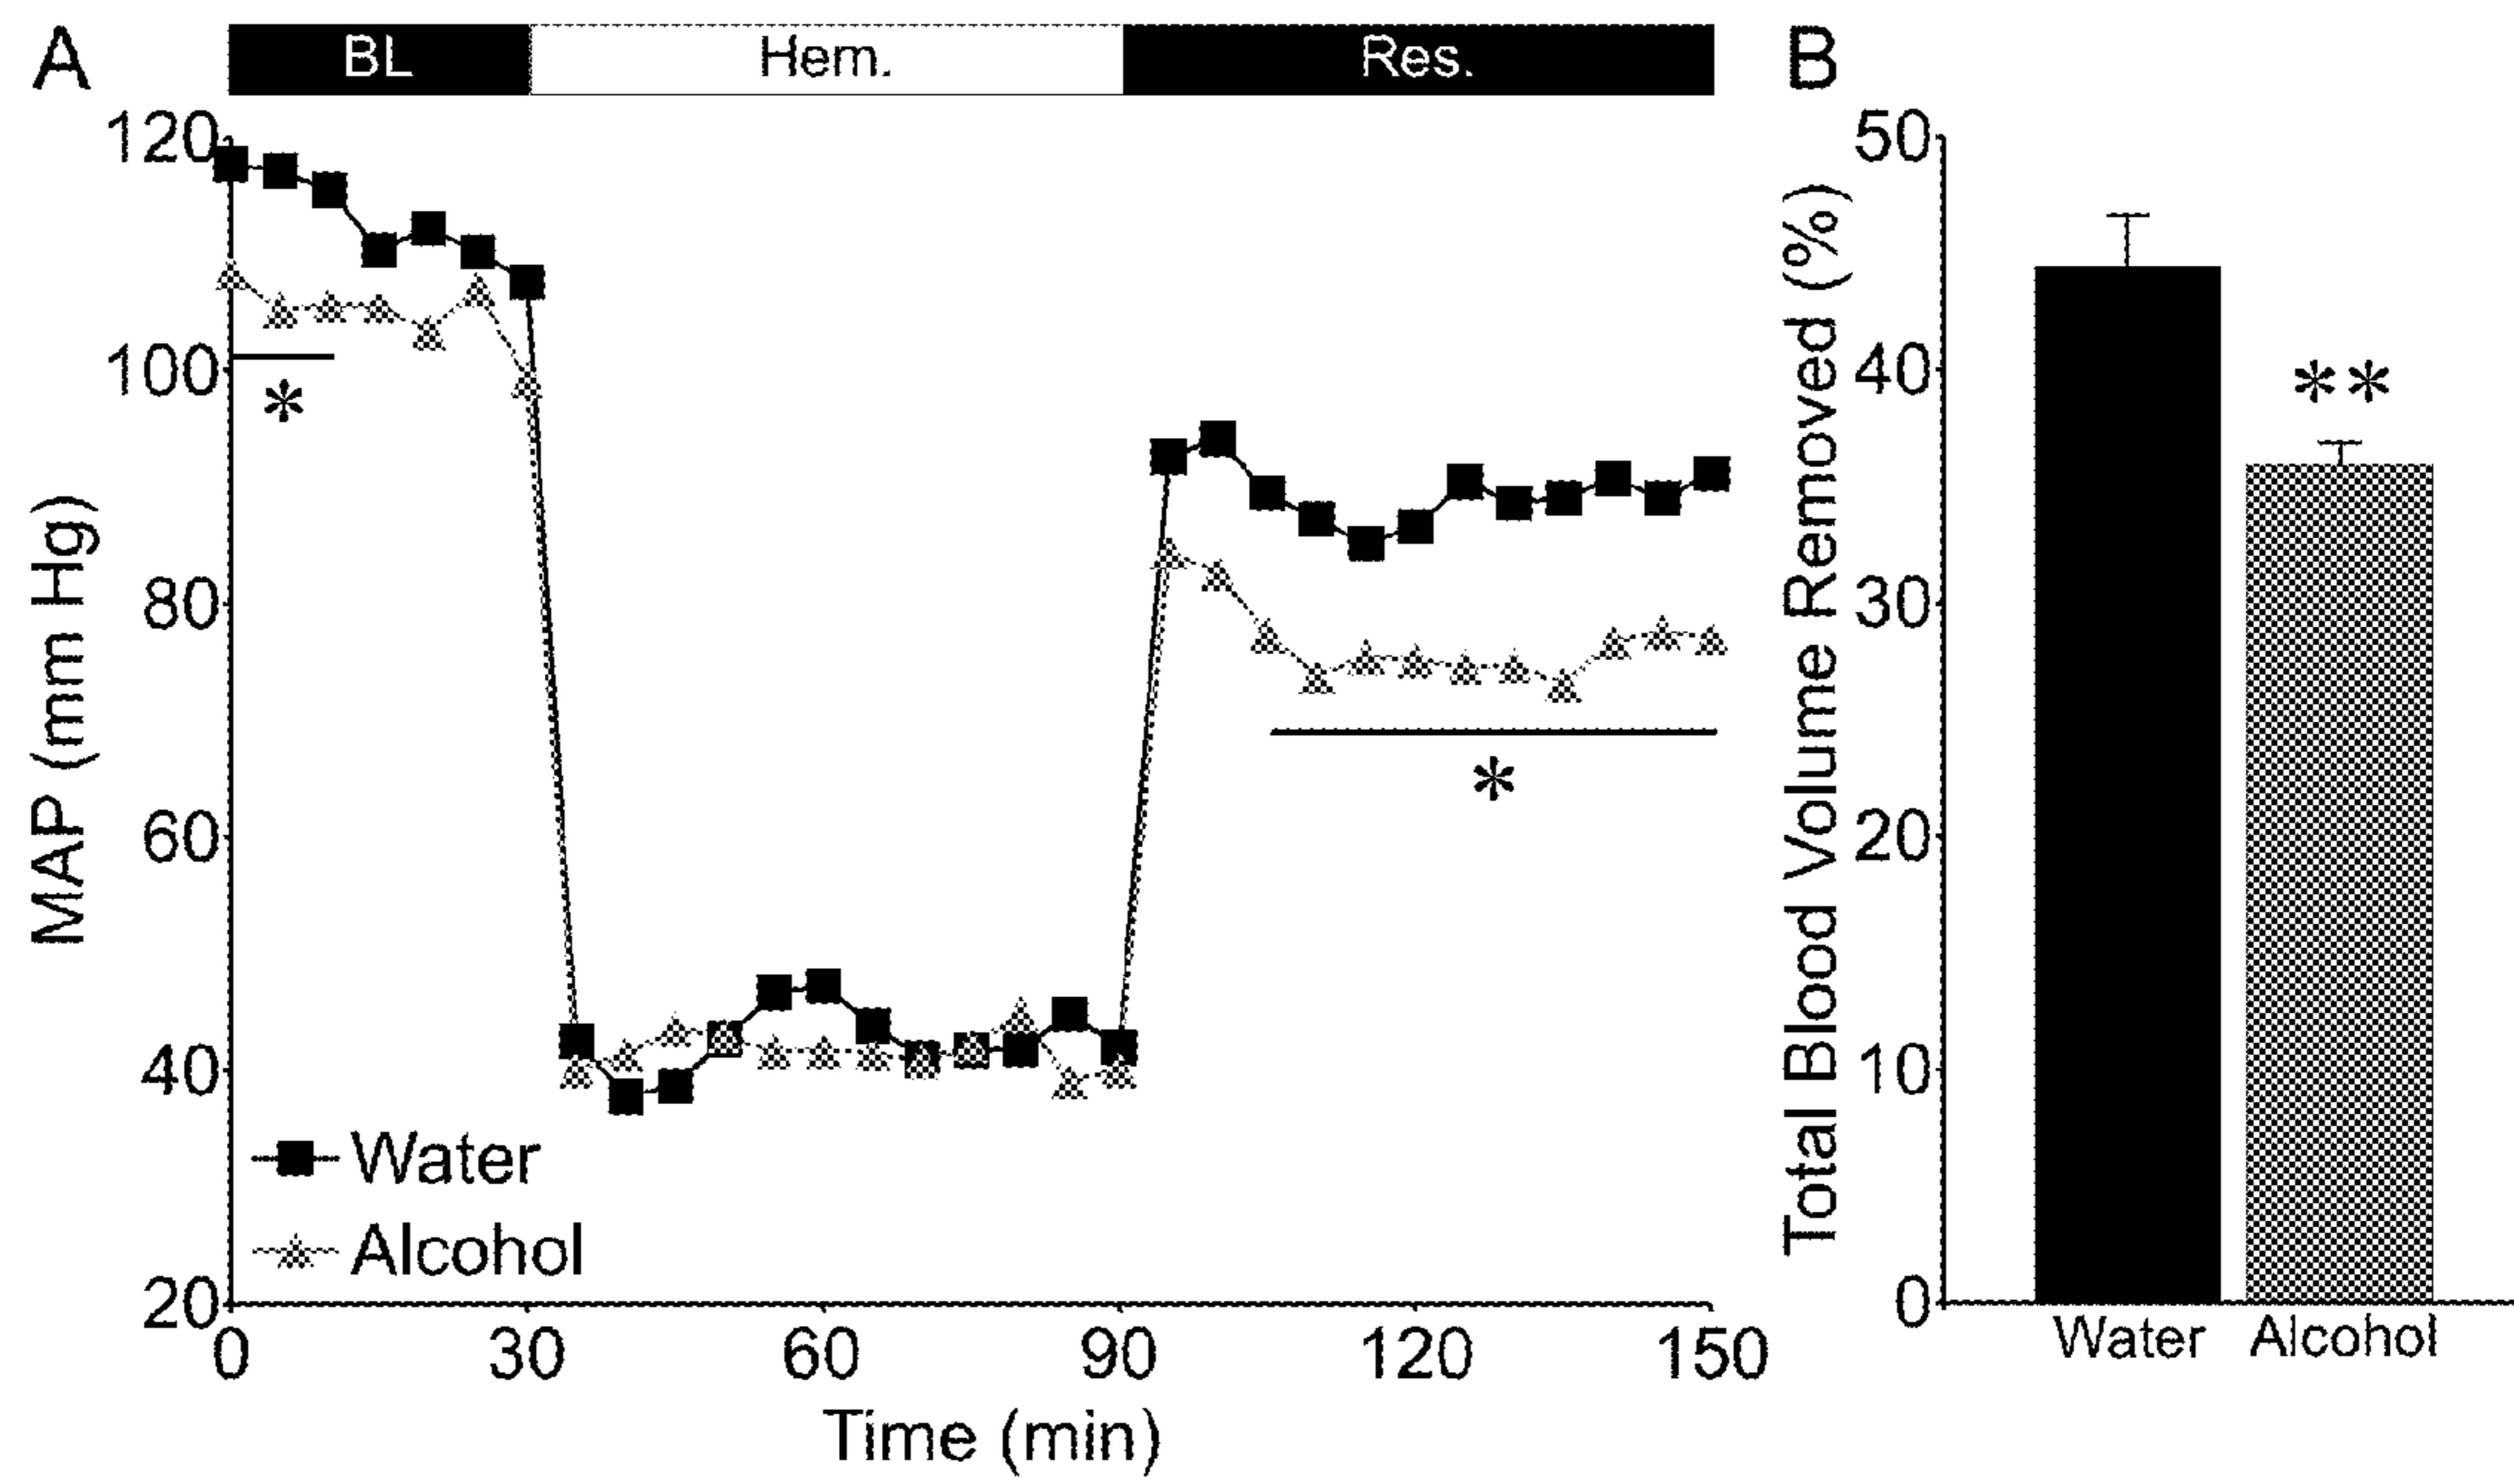 A
BL
Hem.
Res.
120
100
80
60
40
20
MAP (mm Hg)
*
*
Water
Alcohol
0
30
60
90
120
150
Time (min)
B
50
40
30
20
10
0
Total Blood Volume Removed (%)
**
Water
Alcohol